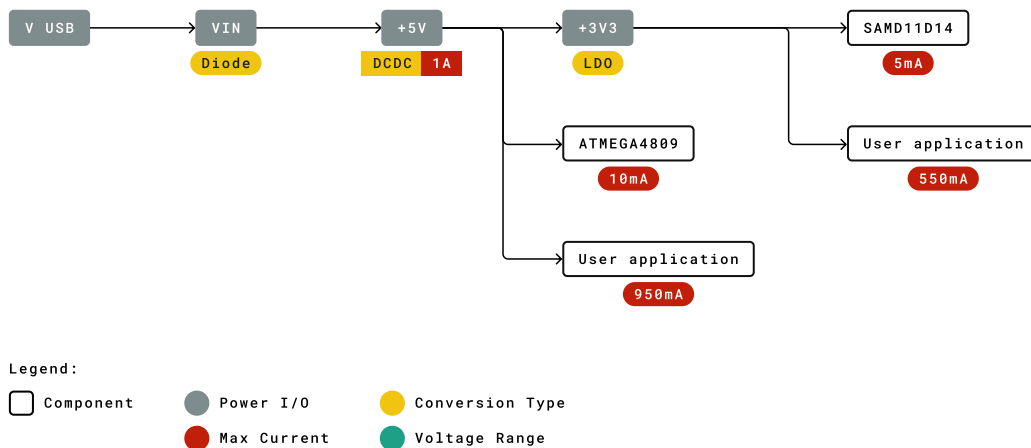 V USB
VIN
+5V
+3V3
SAMD11D14
Diode
DCDC 1A
LDO
5mA
ATMEGA4809
User application
10mA
550mA
User application
950mA
Legend:
Component
Power I/O
Conversion Type
Max Current
Voltage Range